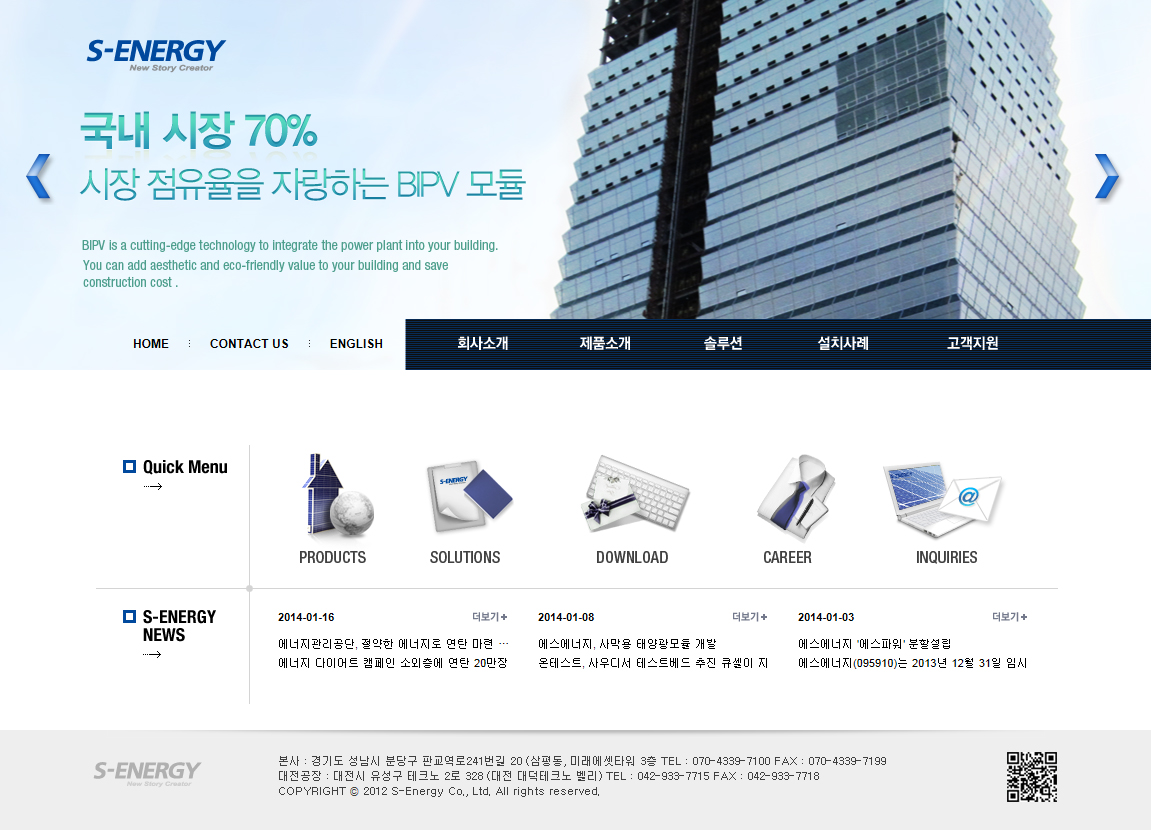 S-ENERGY
New Story Creator
국내 시장 70%
시장 점유율을 자랑하는 BIPV 모듈
BIPV is a cutting-edge technology to integrate the power plant into your building.
You can add aesthetic and eco-friendly value to your building and save
construction cost .
HOME
CONTACT US
ENGLISH
회사소개
제품소개
솔루션
설치사례
고객지원
Quick Menu
S-ENERGY
PRODUCTS
SOLUTIONS
DOWNLOAD
CAREER
INQUIRIES
S-ENERGY
NEWS
2014-01-16 더보기+
에너지관리공단, 절약한 에너지로 연탄 마련 ···
에너지 다이어트 캠페인 소외층에 연탄 20만장
2014-01-08 더보기+
에스에너지, 사막용 태양광모듈 개발
온테스트, 사우디서 테스트베드 추진 큐셀이 지
2014-01-03 더보기+
에스에너지 '에스파워' 분할설립
에스에너지(095910)는 2013년 12월 31일 임시
S-ENERGY
New Story Creator
본사 : 경기도 성남시 분당구 판교역로241번길 20 (삼평동, 미래에셋타워 3층 TEL : 070-4339-7100 FAX : 070-4339-7199
대전공장 : 대전시 유성구 테크노 2로 328 (대전 대덕테크노 벨리) TEL : 042-933-7715 FAX : 042-933-7718
COPYRIGHT © 2012 S-Energy Co., Ltd. All rights reserved.